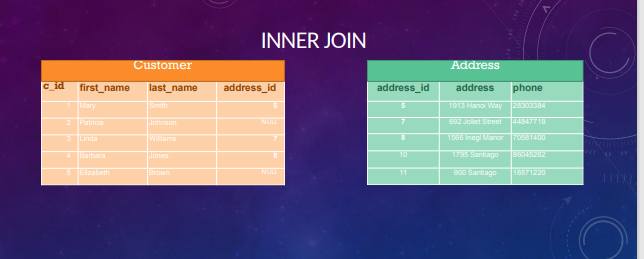 INNER JOIN
Customer
c_id first_name last_name address_id
1 Mary Smith 5
2 Patricia Johnson NULL
3 Linda Williams 7
4 Barbara Jones 8
5 Elizabeth Brown NULL
Address
address_id address phone
5 1913 Hanoi Way 28303384
7 692 Joliet Street 44847719
8 1566 Inegl Manor 70581400
10 1795 Santiago 86045262
11 900 Santiago 16571220